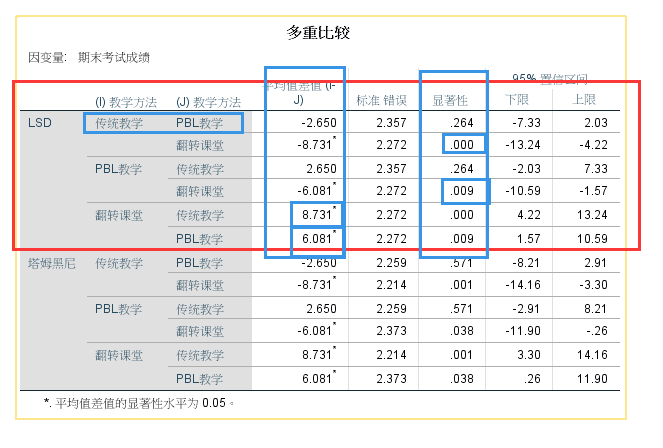 多重比较
因变量: 期末考试成绩
95% 置信区间
(I) 教学方法 (J) 教学方法 平均值差值 (I-J) 标准 错误 显著性 下限 上限
LSD 传统教学 PBL教学 -2.650 2.357 .264 -7.33 2.03
翻转课堂 -8.731* 2.272 .000 -13.24 -4.22
PBL教学 传统教学 2.650 2.357 .264 -2.03 7.33
翻转课堂 -6.081* 2.272 .009 -10.59 -1.57
翻转课堂 传统教学 8.731* 2.272 .000 4.22 13.24
PBL教学 6.081* 2.272 .009 1.57 10.59
塔姆黑尼 传统教学 PBL教学 -2.650 2.259 .571 -8.21 2.91
翻转课堂 -8.731* 2.214 .001 -14.16 -3.30
PBL教学 传统教学 2.650 2.259 .571 -2.91 8.21
翻转课堂 -6.081* 2.373 .038 -11.90 -.26
翻转课堂 传统教学 8.731* 2.214 .001 3.30 14.16
PBL教学 6.081* 2.373 .038 .26 11.90
*. 平均值差值的显著性水平为 0.05。